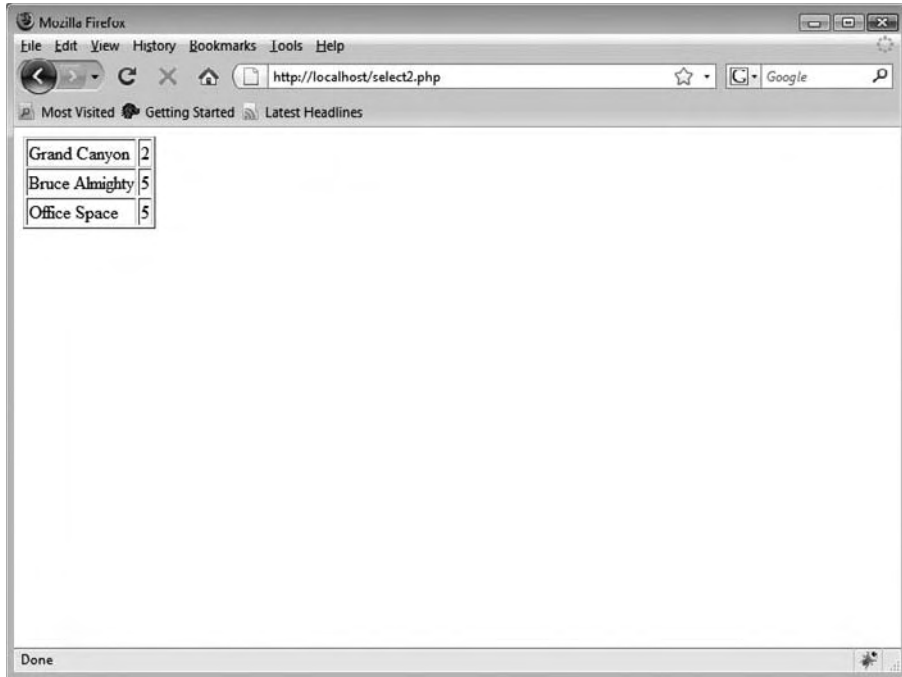 Mozilla Firefox
File Edit View History Bookmarks Tools Help
http://localhost/select2.php
G Google
Most Visited Getting Started Latest Headlines
Grand Canyon 2
Bruce Almighty 5
Office Space 5
Done